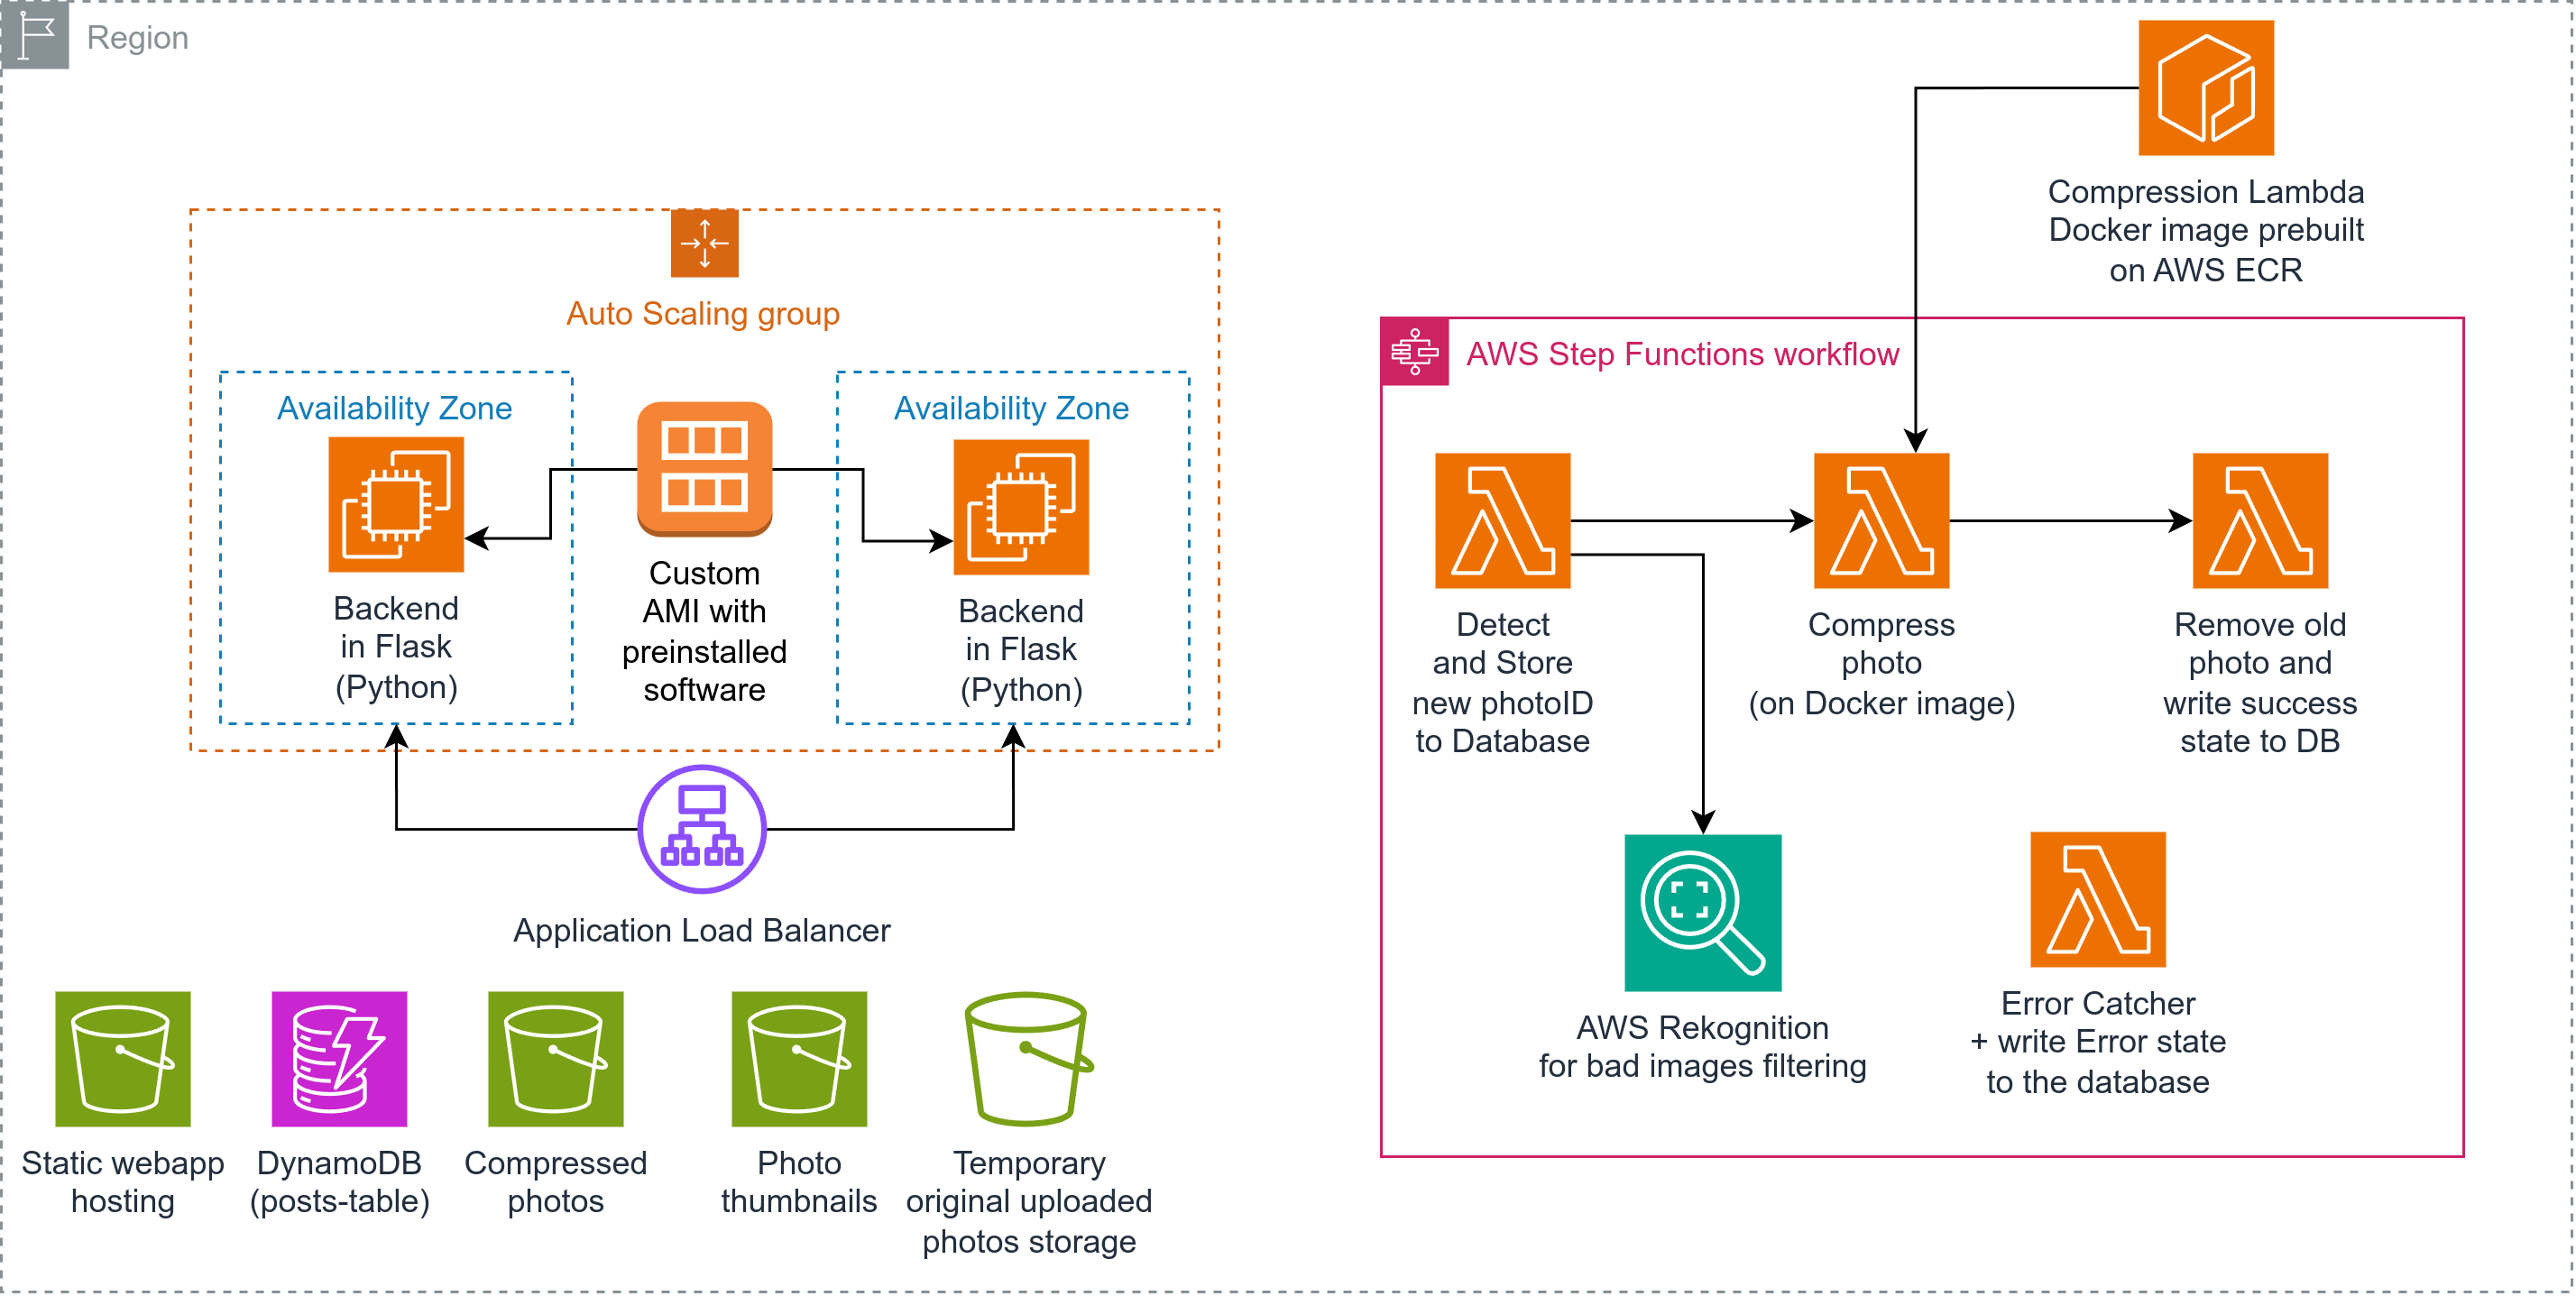 Region
Compression Lambda
Docker image prebuilt
on AWS ECR
Auto Scaling group
Availability Zone
Backend
in Flask
(Python)
Custom
AMI with
preinstalled
software
Availability Zone
Backend
in Flask
(Python)
Application Load Balancer
Static webapp
hosting
DynamoDB
(posts-table)
Compressed
photos
Photo
thumbnails
Temporary
original uploaded
photos storage
AWS Step Functions workflow
Detect
and Store
new photoID
to Database
Compress
photo
(on Docker image)
Remove old
photo and
write success
state to DB
AWS Rekognition
for bad images filtering
Error Catcher
+ write Error state
to the database